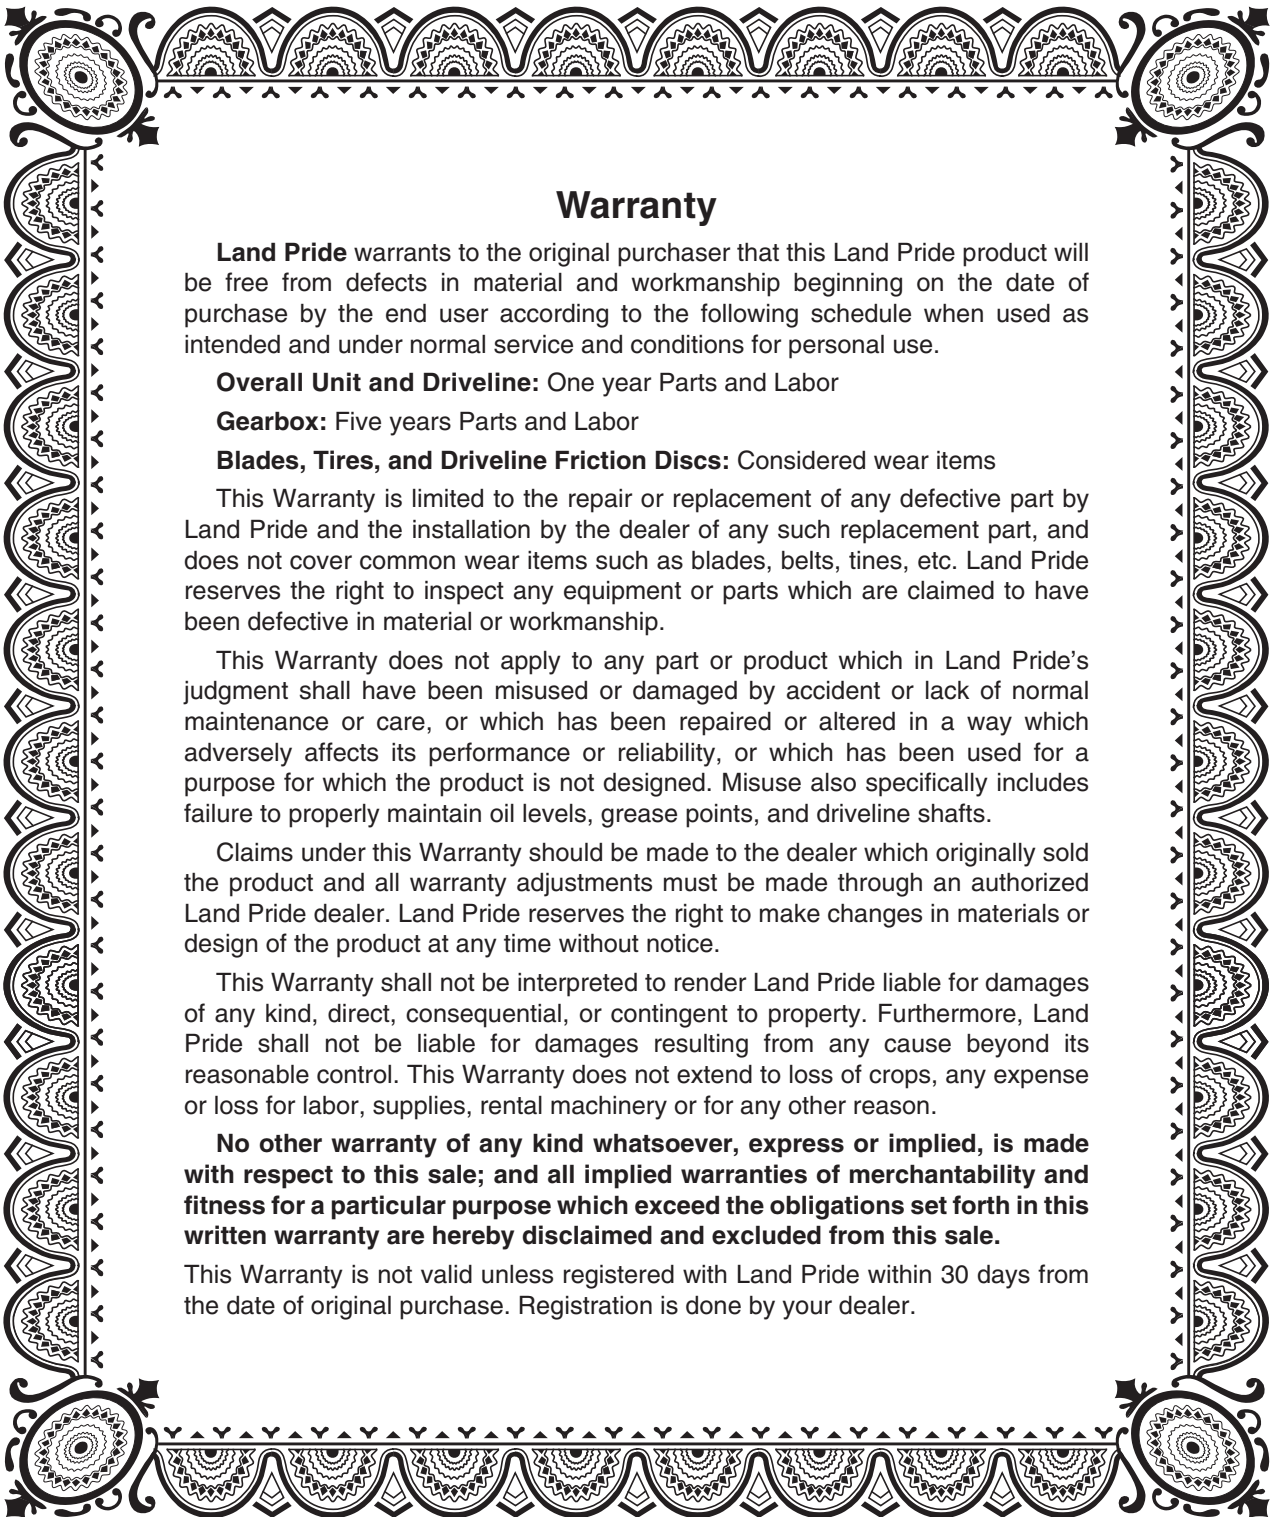 Warranty
Land Pride warrants to the original purchaser that this Land Pride product will
be free from defects in material and workmanship beginning on the date of
purchase by the end user according to the following schedule when used as
intended and under normal service and conditions for personal use.
Overall Unit and Driveline: One year Parts and Labor
Gearbox: Five years Parts and Labor
Blades, Tires, and Driveline Friction Discs: Considered wear items
This Warranty is limited to the repair or replacement of any defective part by
Land Pride and the installation by the dealer of any such replacement part, and
does not cover common wear items such as blades, belts, tines, etc. Land Pride
reserves the right to inspect any equipment or parts which are claimed to have
been defective in material or workmanship.
This Warranty does not apply to any part or product which in Land Pride’s
judgment shall have been misused or damaged by accident or lack of normal
maintenance or care, or which has been repaired or altered in a way which
adversely affects its performance or reliability, or which has been used for a
purpose for which the product is not designed. Misuse also specifically includes
failure to properly maintain oil levels, grease points, and driveline shafts.
Claims under this Warranty should be made to the dealer which originally sold
the product and all warranty adjustments must be made through an authorized
Land Pride dealer. Land Pride reserves the right to make changes in materials or
design of the product at any time without notice.
This Warranty shall not be interpreted to render Land Pride liable for damages
of any kind, direct, consequential, or contingent to property. Furthermore, Land
Pride shall not be liable for damages resulting from any cause beyond its
reasonable control. This Warranty does not extend to loss of crops, any expense
or loss for labor, supplies, rental machinery or for any other reason.
No other warranty of any kind whatsoever, express or implied, is made
with respect to this sale; and all implied warranties of merchantability and
fitness for a particular purpose which exceed the obligations set forth in this
written warranty are hereby disclaimed and excluded from this sale.
This Warranty is not valid unless registered with Land Pride within 30 days from
the date of original purchase. Registration is done by your dealer.